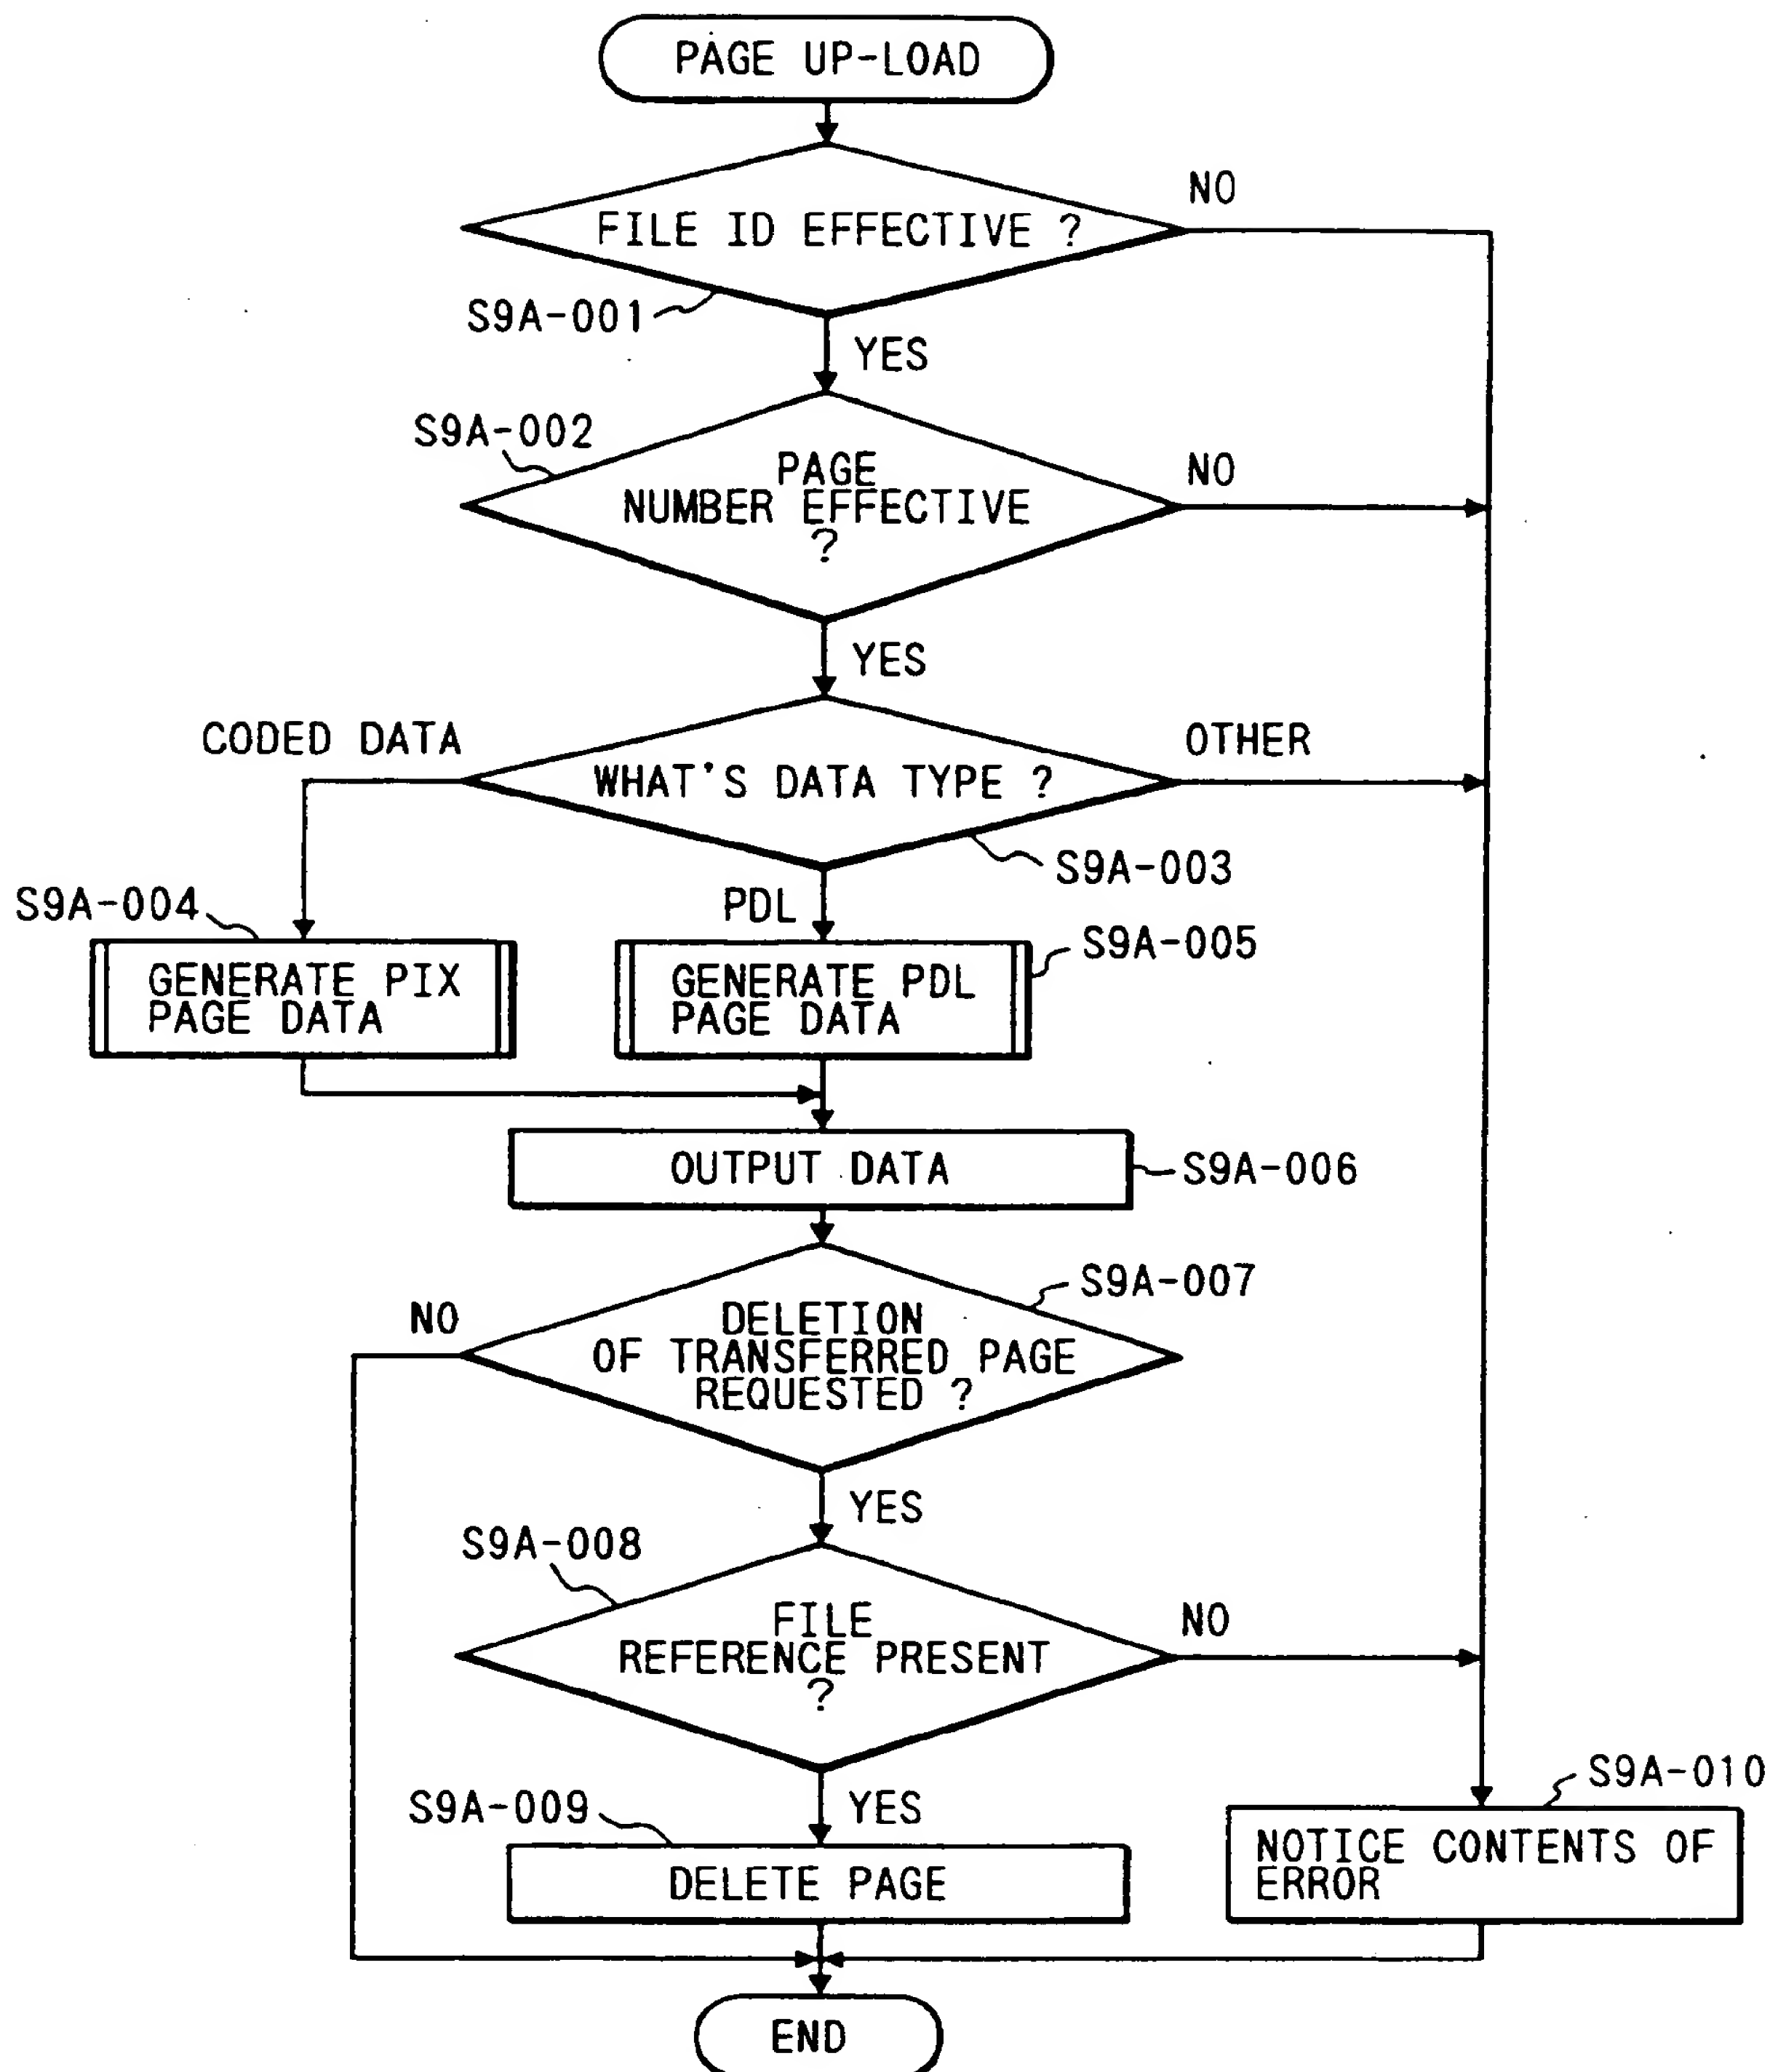 PAGE UP-LOAD
NO
FILE ID EFFECTIVE ?
S9A-001
YES
S9A-002
PAGE
NUMBER EFFECTIVE
?
NO
YES
CODED DATA
OTHER
WHAT'S DATA TYPE ?
S9A-003
S9A-004
PDL
S9A-005
GENERATE PIX
PAGE DATA
GENERATE PDL
PAGE DATA
OUTPUT DATA
S9A-006
S9A-007
NO
DELETION
OF TRANSFERRED PAGE
REQUESTED ?
YES
S9A-008
FILE
REFERENCE PRESENT
?
NO
S9A-010
YES
S9A-009
DELETE PAGE
NOTICE CONTENTS OF
ERROR
END